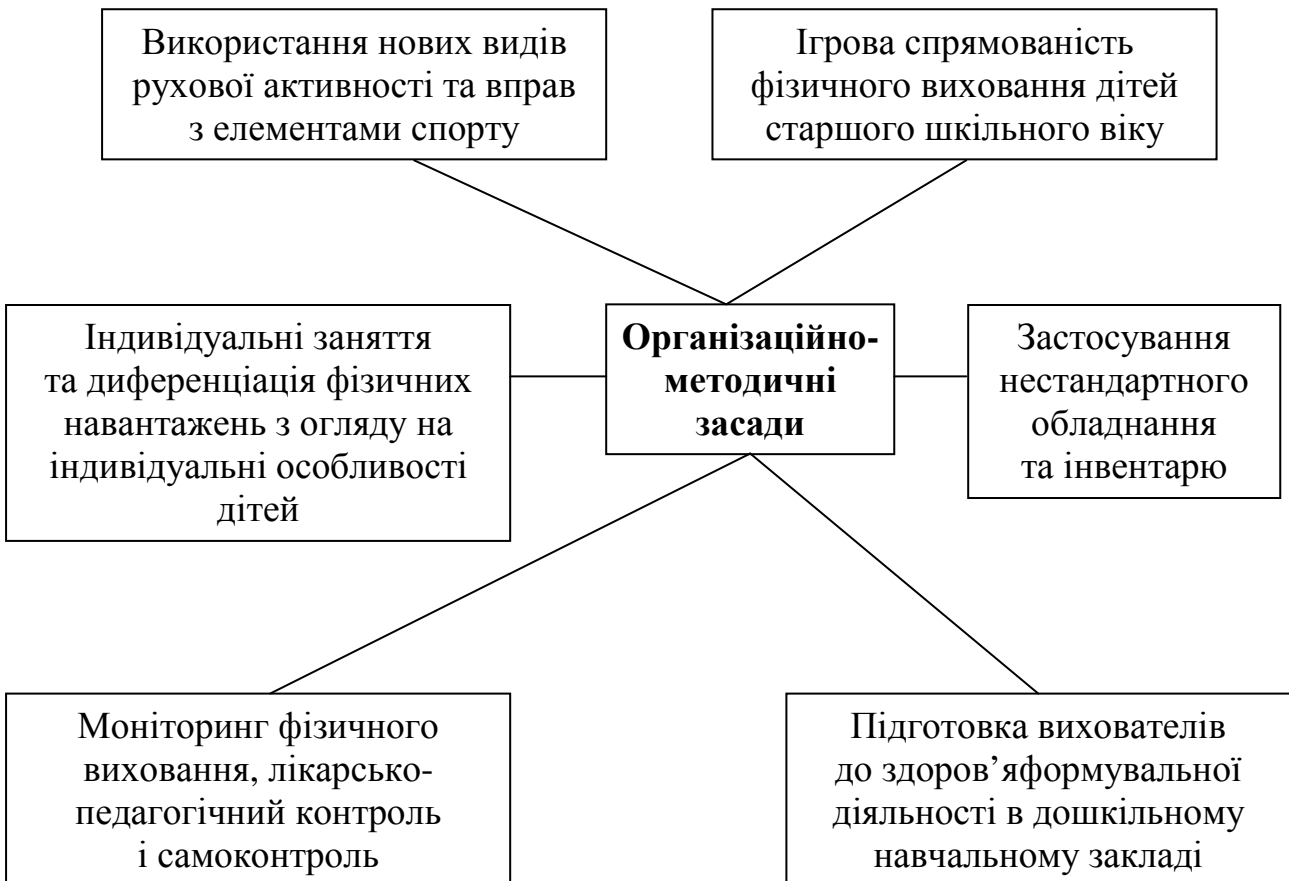 Використання нових видів
рухової активності та вправ
з елементами спорту
Ігрова спрямованість
фізичного виховання дітей
старшого шкільного віку
Індивідуальні заняття
та диференціація фізичних
навантажень з огляду на
індивідуальні особливості
дітей
Організаційно-
методичні
засади
Застосування
нестандартного
обладнання
та інвентарю
Моніторинг фізичного
виховання, лікарсько-
педагогічний контроль
і самоконтроль
Підготовка вихователів
до здоров’яформувальної
діяльності в дошкільному
навчальному закладі